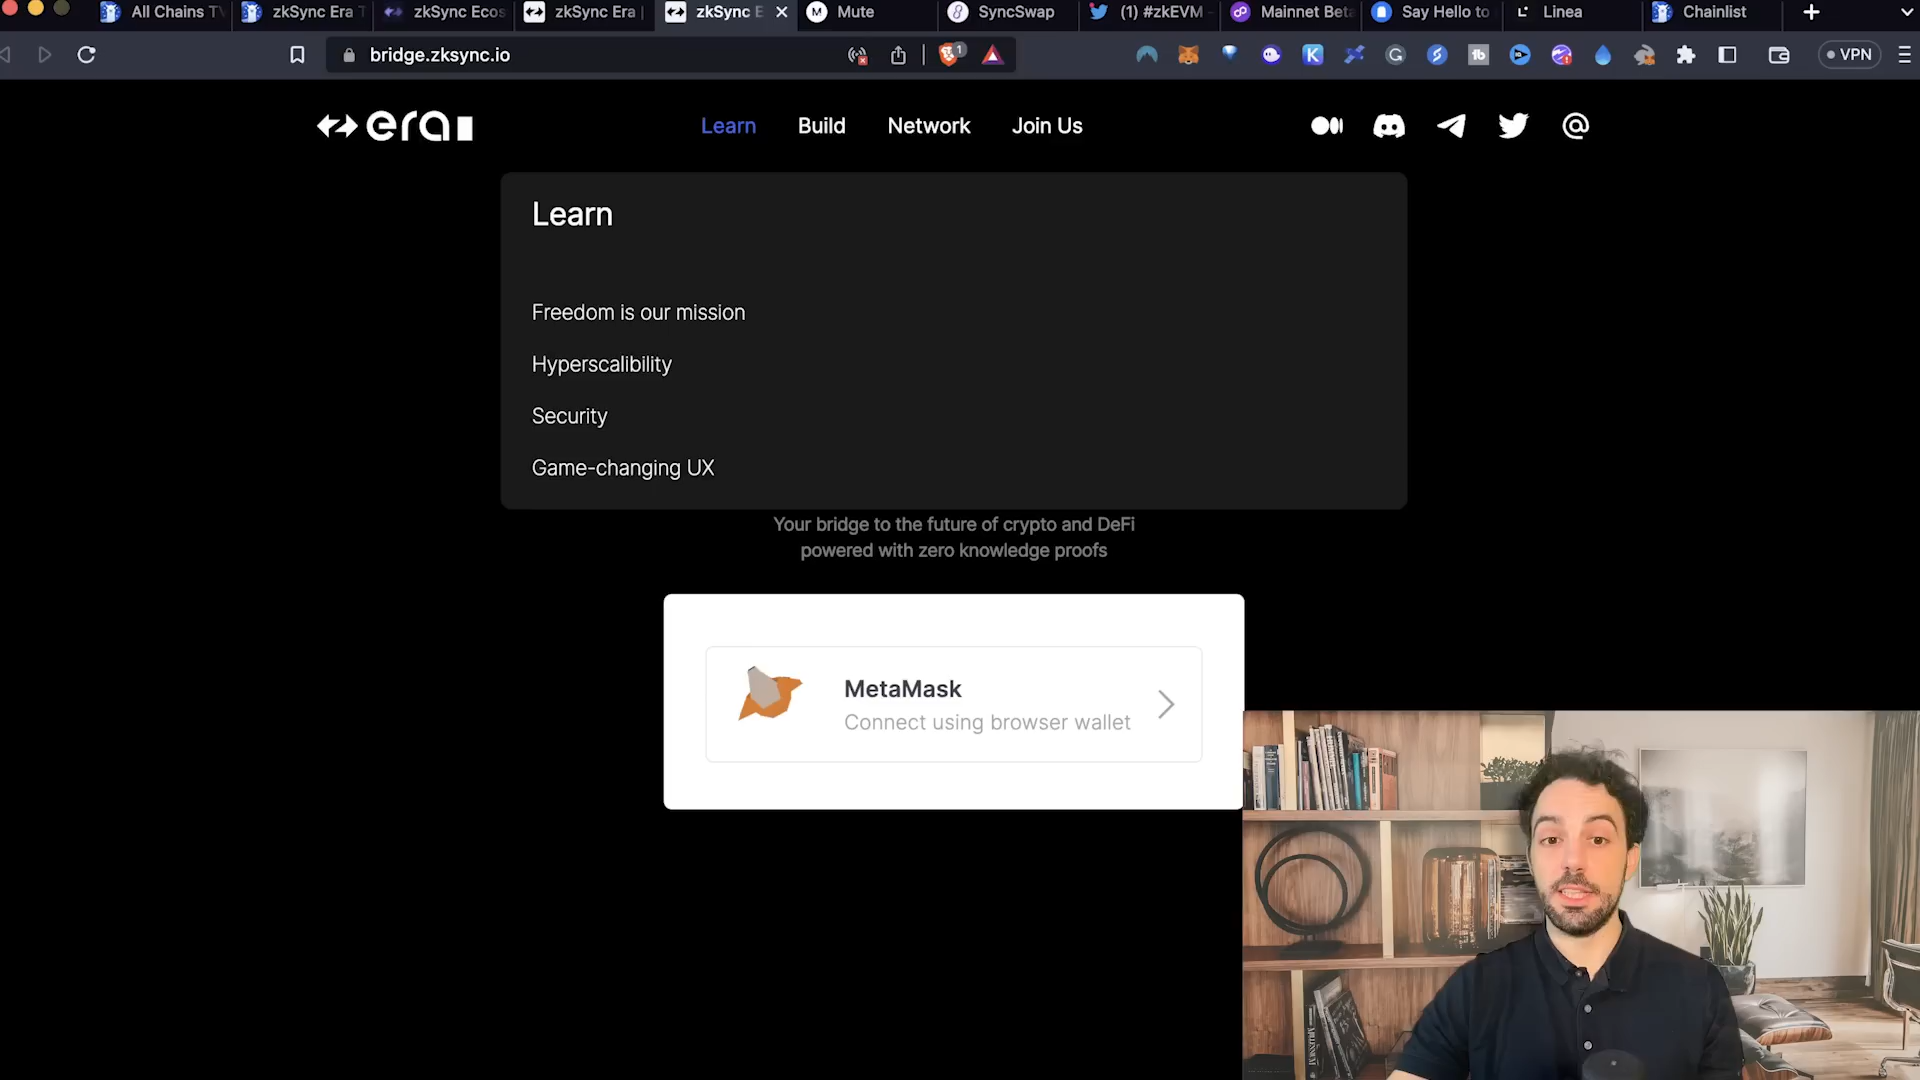 All Chains TV
zkSync Era T
zkSync Ecos
zkSync Era
zkSync E
Mute
SyncSwap
(1) #zkEVM
Mainnet Beta
Say Hello to
Linea
Chainlist
bridge.zksync.io
1
VPN
era
Learn
Build
Network
Join Us
Learn
Freedom is our mission
Hyperscalibility
Security
Game-changing UX
Your bridge to the future of crypto and DeFi
powered with zero knowledge proofs
MetaMask
Connect using browser wallet